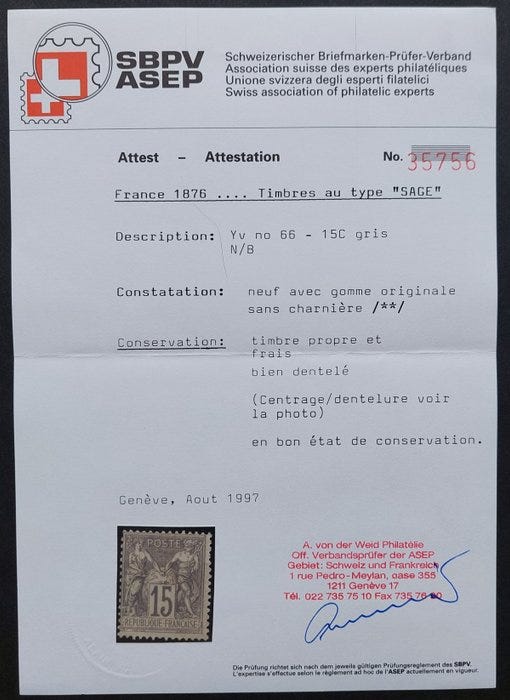 SBPV
ASEP
Schweizerischer Briefmarken-Prüfer-Verband
Association suisse des experts philatéliques
Unione svizzera degli esperti filatelici
Swiss association of philatelic experts
Attest – Attestation No. 35756
France 1876 .... Timbres au type "SAGE"
Description: Yv no 66 - 15C gris
N/B
Constatation: neuf avec gomme originale
sans charnière /**/
Conservation: timbre propre et
frais
bien dentelé
(Centrage/dentelure voir
la photo)
en bon état de conservation.
Genève, Aout 1997
POSTE
15
REPUBLIQUE FRANCAISE
A. von der Weid Philatélie
Off. Verbandsprüfer der ASEP
Gebiet: Schweiz und Frankreich
1 rue Pedro-Meylan, case 355
1211 Genève 17
Tél. 022 735 75 10 Fax 735 76
Die Prüfung richtet sich nach dem jeweils gültigen Prüfungsreglement des SBPV.
L'expertise s'effectue selon le règlement ad hoc de l'ASEP actuellement en vigueur.